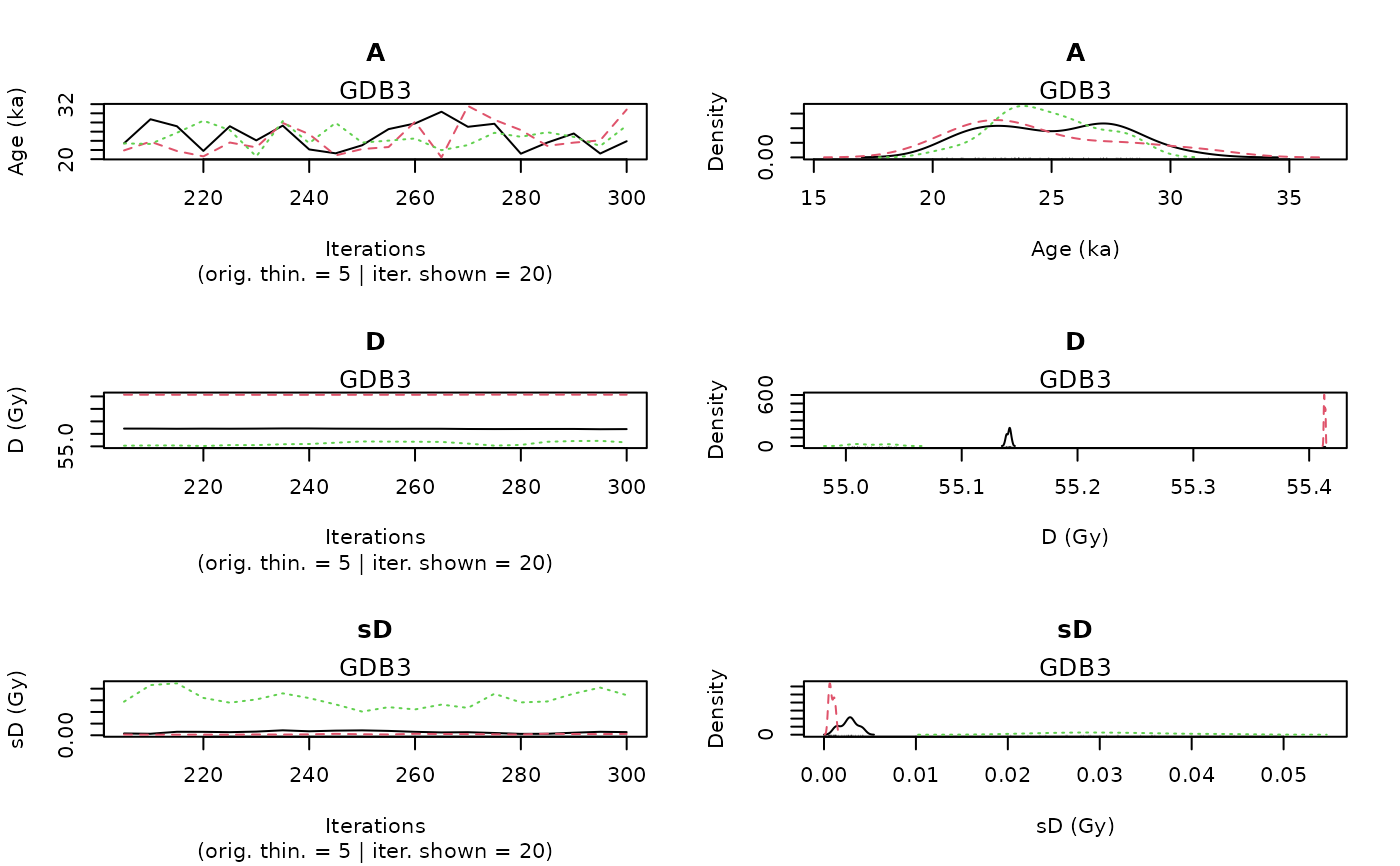 A
GDB3
Age (ka)
20 32
220 240 260 280 300
Iterations
(orig. thin. = 5 | iter. shown = 20)
A
GDB3
Density
0.00
15 20 25 30 35
Age (ka)
D
GDB3
D (Gy)
55.0
220 240 260 280 300
Iterations
(orig. thin. = 5 | iter. shown = 20)
D
GDB3
Density
0 600
55.0 55.1 55.2 55.3 55.4
D (Gy)
sD
GDB3
sD (Gy)
0.00
220 240 260 280 300
Iterations
(orig. thin. = 5 | iter. shown = 20)
sD
GDB3
Density
0
0.00 0.01 0.02 0.03 0.04 0.05
sD (Gy)